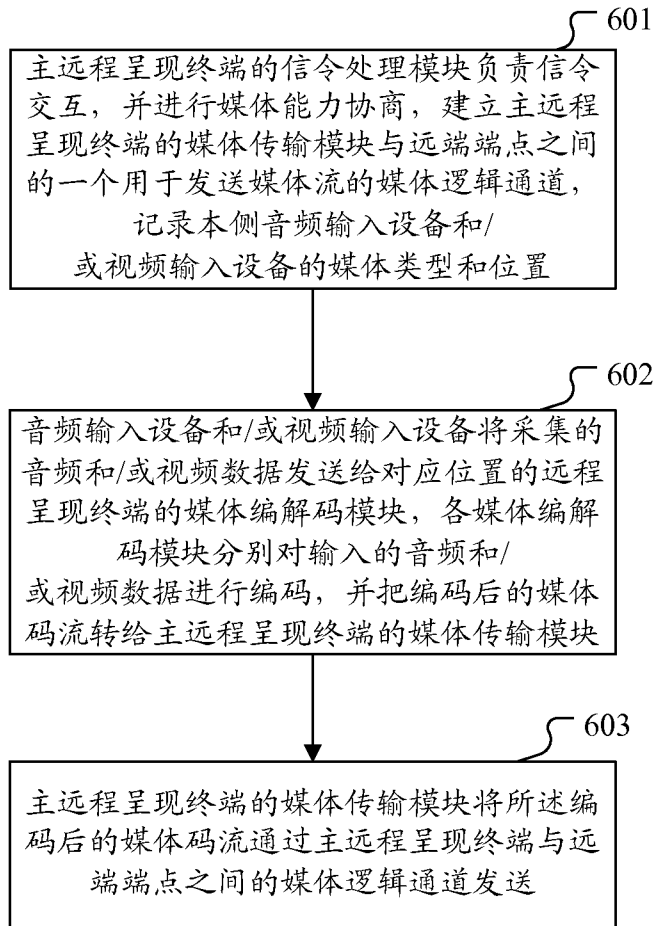 601
主远程呈现终端的信令处理模块负责信令
交互，并进行媒体能力协商，建立主远程
呈现终端的媒体传输模块与远端端点之间
的一个用于发送媒体流的媒体逻辑通道，
记录本侧音频输入设备和/
或视频输入设备的媒体类型和位置
602
音频输入设备和/或视频输入设备将采集的
音频和/或视频数据发送给对应位置的远程
呈现终端的媒体编解码模块，各媒体编解
码模块分别对输入的音频和/
或视频数据进行编码，并把编码后的媒体
码流转给主远程呈现终端的媒体传输模块
603
主远程呈现终端的媒体传输模块将所述编
码后的媒体码流通过主远程呈现终端与远
端端点之间的媒体逻辑通道发送